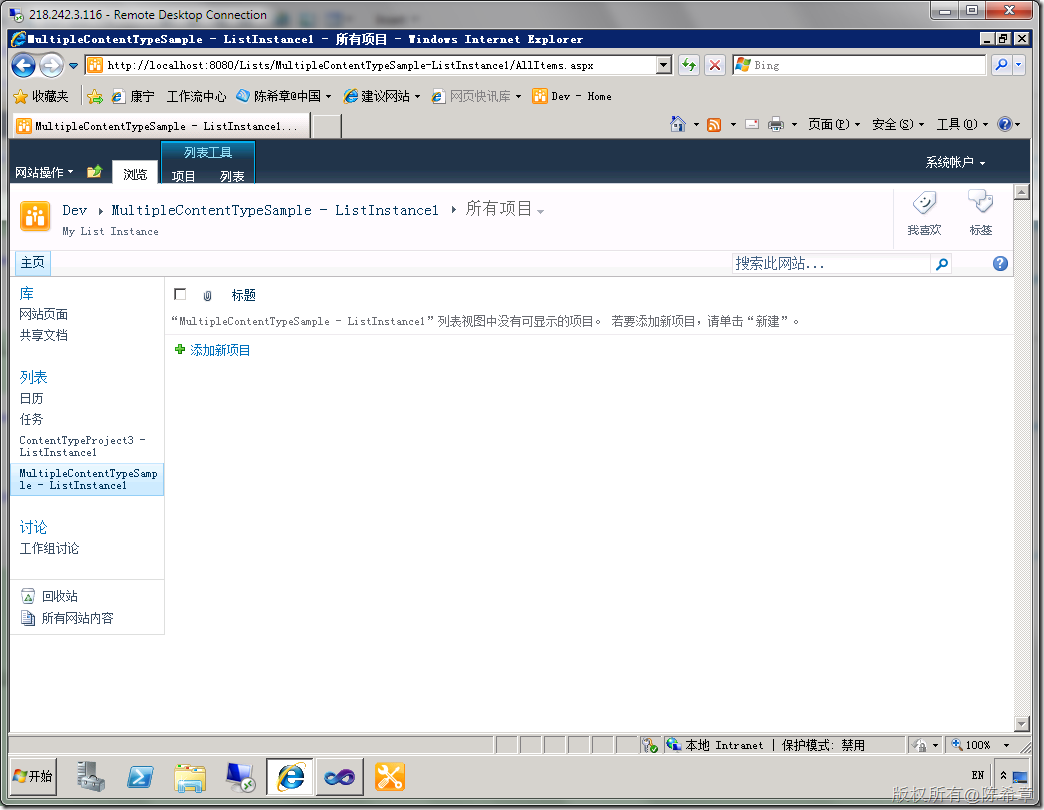 218.242.3.116 - Remote Desktop Connection
MultipleContentTypeSample - ListInstance1 - 所有项目 - Windows Internet Explorer
http://localhost:8080/Lists/MultipleContentTypeSample-ListInstance1/AllItems.aspx
Bing
收藏夹 康宁 工作流中心 陈希章@中国 建议网站 网页快讯库 Dev - Home
MultipleContentTypeSample - ListInstance1...
页面(P) 安全(S) 工具(O)
列表工具
网站操作 浏览 项目 列表
系统帐户
Dev MultipleContentTypeSample - ListInstance1 所有项目
My List Instance
我喜欢 标签
主页
搜索此网站...
库
网站页面
共享文档
列表
日历
任务
ContentTypeProject3 -
ListInstance1
MultipleContentTypeSamp
le - ListInstance1
讨论
工作组讨论
回收站
所有网站内容
标题
“MultipleContentTypeSample - ListInstance1”列表视图中没有可显示的项目。 若要添加新项目，请单击“新建”。
添加新项目
本地 Intranet | 保护模式: 禁用
100%
开始
EN
版权所有@陈希章